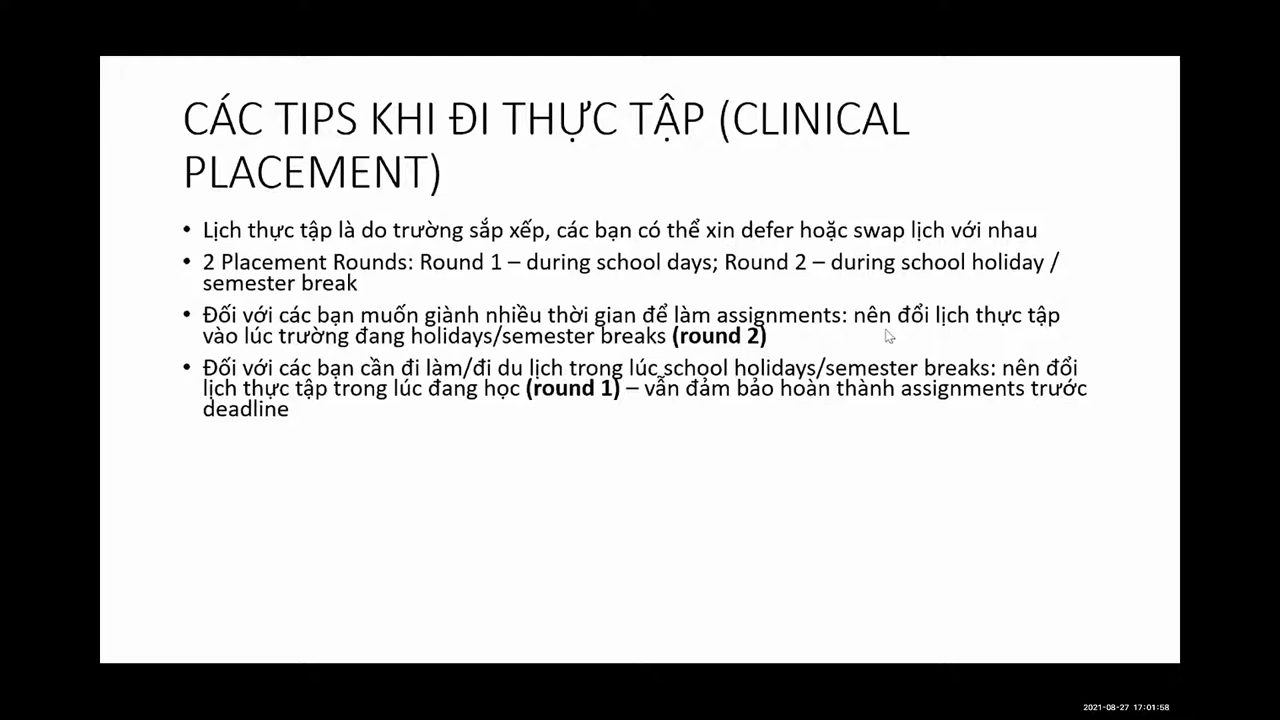 CÁC TIPS KHI ĐI THỰC TẬP (CLINICAL
PLACEMENT)
• Lịch thực tập là do trường sắp xếp, các bạn có thể xin defer hoặc swap lịch với nhau
• 2 Placement Rounds: Round 1 – during school days; Round 2 – during school holiday /
semester break
• Đối với các bạn muốn giành nhiều thời gian để làm assignments: nên đổi lịch thực tập
vào lúc trường đang holidays/semester breaks (round 2)
• Đối với các bạn cần đi làm/đi du lịch trong lúc school holidays/semester breaks: nên đổi
lịch thực tập trong lúc đang học (round 1) – vẫn đảm bảo hoàn thành assignments trước
deadline
2021-08-27 17:01:58